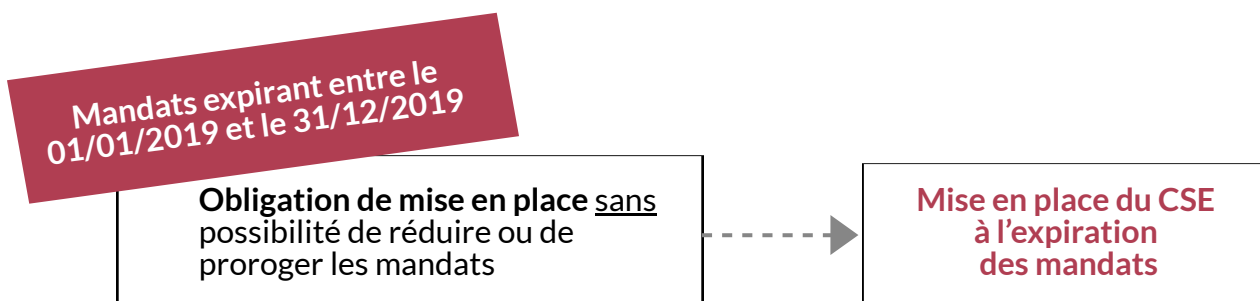 Mandats expirant entre le
01/01/2019 et le 31/12/2019
Obligation de mise en place sans
possibilité de réduire ou de
proroger les mandats
Mise en place du CSE
à l’expiration
des mandats